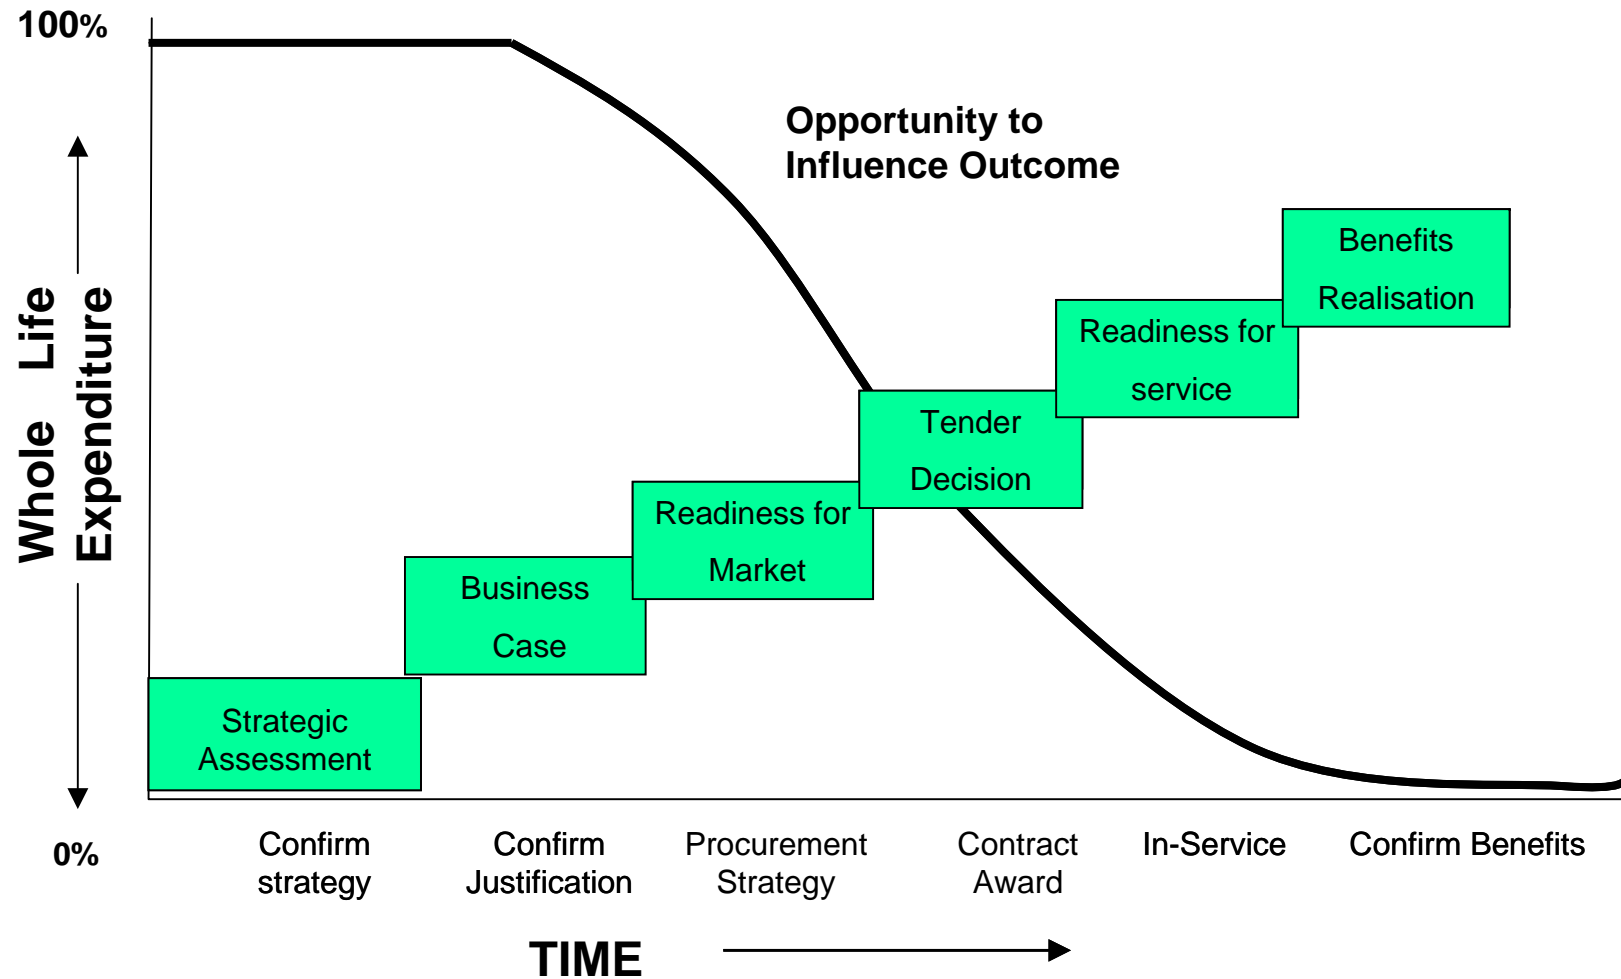 100%
Opportunity to
Influence Outcome
Whole Life
Expenditure
Benefits
Realisation
Readiness for
service
Tender
Decision
Readiness for
Market
Business
Case
Strategic
Assessment
0%
Confirm
strategy
Confirm
Justification
Procurement
Strategy
Contract
Award
In-Service
Confirm Benefits
TIME